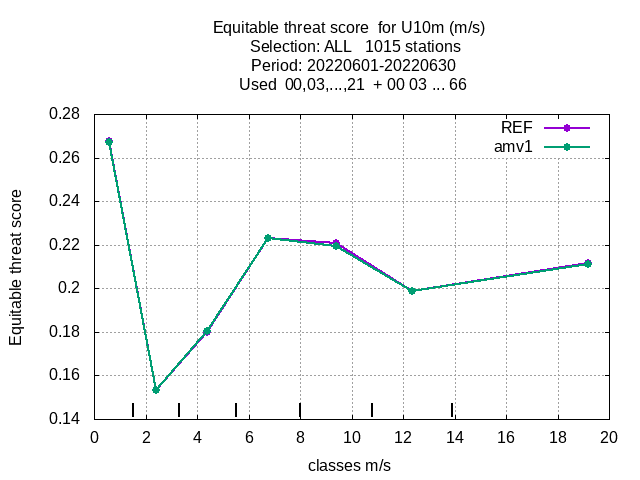 Equitable threat score  for U10m (m/s)
Selection: ALL   1015 stations
Period: 20220601-20220630
Used  00,03,...,21  + 00 03 ... 66
REF
amv1
Equitable threat score
0.28
0.26
0.24
0.22
0.2
0.18
0.16
0.14
0 2 4 6 8 10 12 14 16 18 20
classes m/s